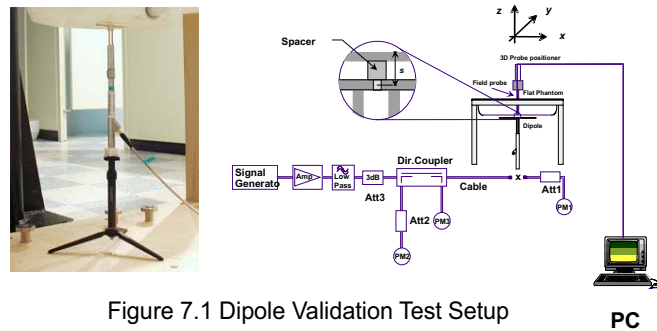 z
y
x
Spacer
s
3D Probe positioner
Field probe
Flat Phantom
Dipole
Signal
Generato
Amp
Low
Pass
3dB
Att3
Dir.Coupler
Cable
x
Att1
PM1
Att2
PM3
PM2
Figure 7.1 Dipole Validation Test Setup
PC